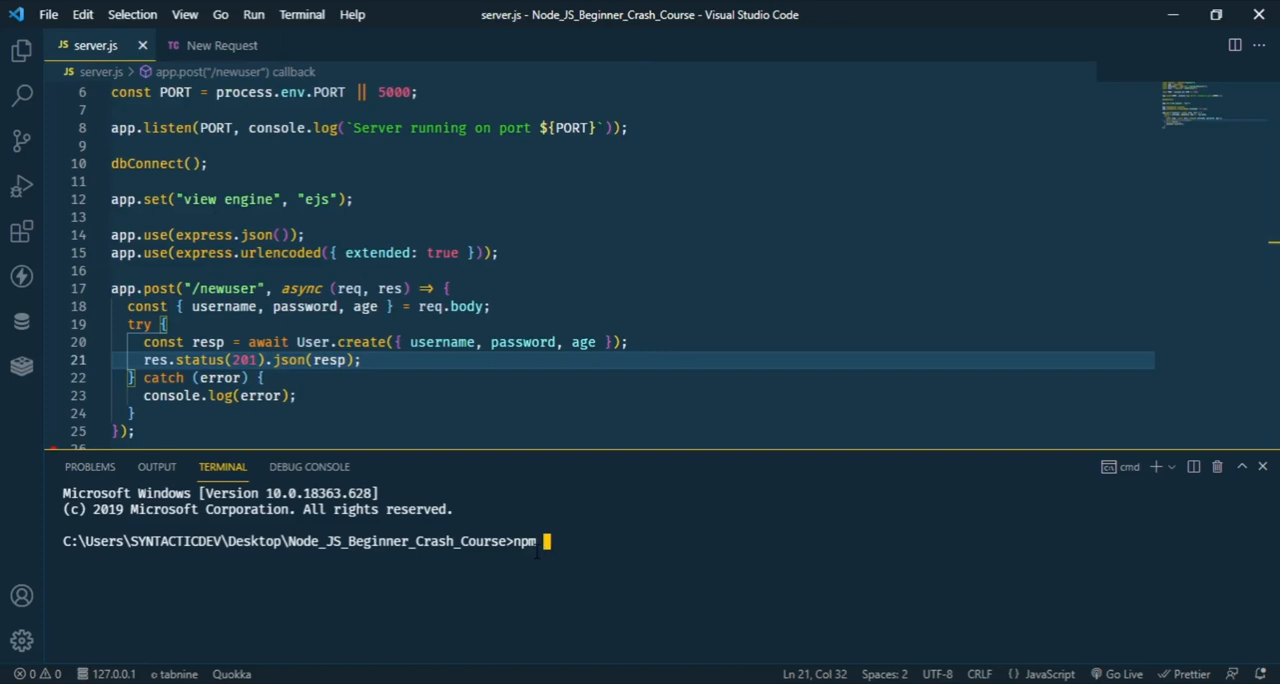 File Edit Selection View Go Run Terminal Help server.js - Node_JS_Beginner_Crash_Course - Visual Studio Code
JS server.js × TC New Request
JS server.js > app.post("/newuser") callback
6 const PORT = process.env.PORT || 5000;
7
8 app.listen(PORT, console.log(`Server running on port ${PORT}`));
9
10 dbConnect();
11
12 app.set("view engine", "ejs");
13
14 app.use(express.json());
15 app.use(express.urlencoded({ extended: true }));
16
17 app.post("/newuser", async (req, res) => {
18 const { username, password, age } = req.body;
19 try {
20 const resp = await User.create({ username, password, age });
21 res.status(201).json(resp);
22 } catch (error) {
23 console.log(error);
24 }
25 });
26
PROBLEMS OUTPUT TERMINAL DEBUG CONSOLE cmd
Microsoft Windows [Version 10.0.18363.628]
(c) 2019 Microsoft Corporation. All rights reserved.
C:\Users\SYNTACTICDEV\Desktop\Node_JS_Beginner_Crash_Course>npm
0 0 127.0.0.1 tabnine Quokka Ln 21, Col 32 Spaces: 2 UTF-8 CRLF {} JavaScript Go Live Prettier